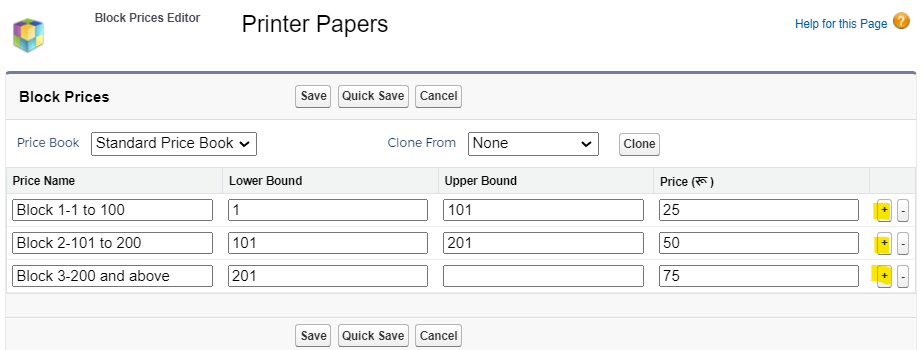 Block Prices Editor
Printer Papers
Help for this Page ?
Block Prices
Save Quick Save Cancel
Price Book Standard Price Book Clone From None Clone
Price Name Lower Bound Upper Bound Price (रू )
Block 1-1 to 100 1 101 25 + -
Block 2-101 to 200 101 201 50 + -
Block 3-200 and above 201 75 + -
Save Quick Save Cancel